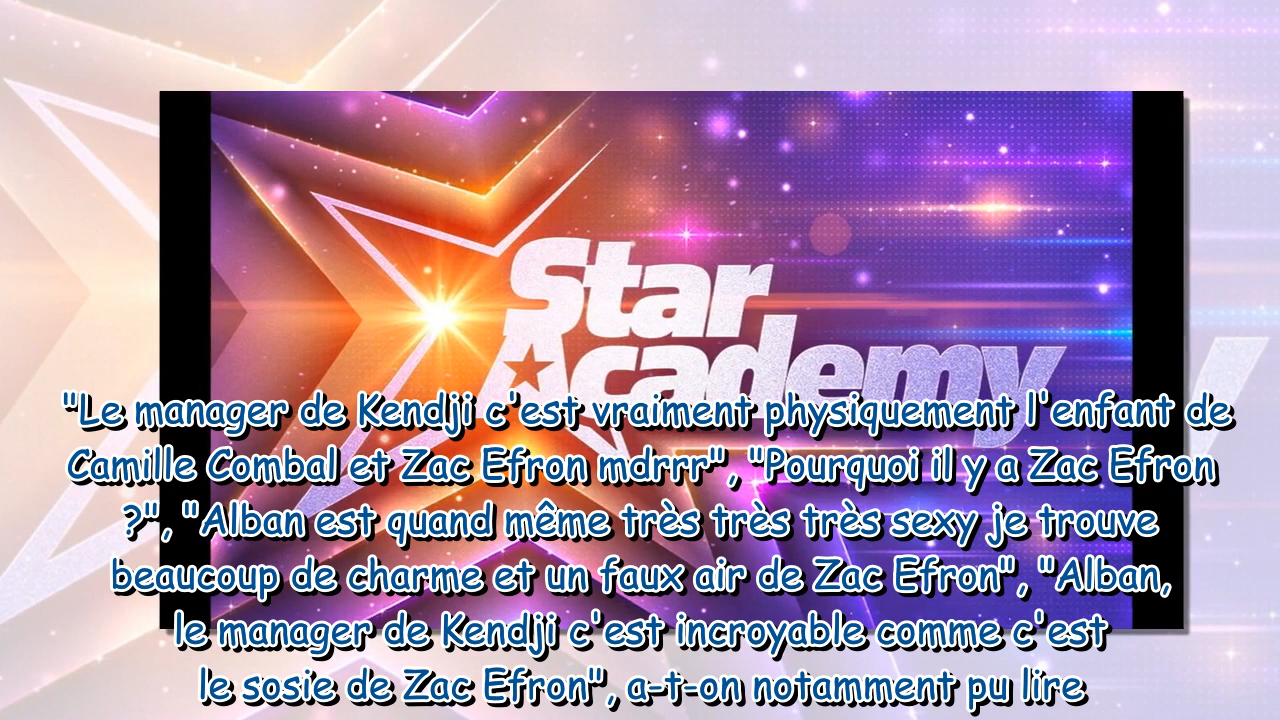 Star
Academy
"Le manager de Kendji c'est vraiment physiquement l'enfant de
Camille Combal et Zac Efron mdrrr", "Pourquoi il y a Zac Efron
?", "Alban est quand même très très très sexy je trouve
beaucoup de charme et un faux air de Zac Efron", "Alban,
le manager de Kendji c'est incroyable comme c'est
le sosie de Zac Efron", a-t-on notamment pu lire